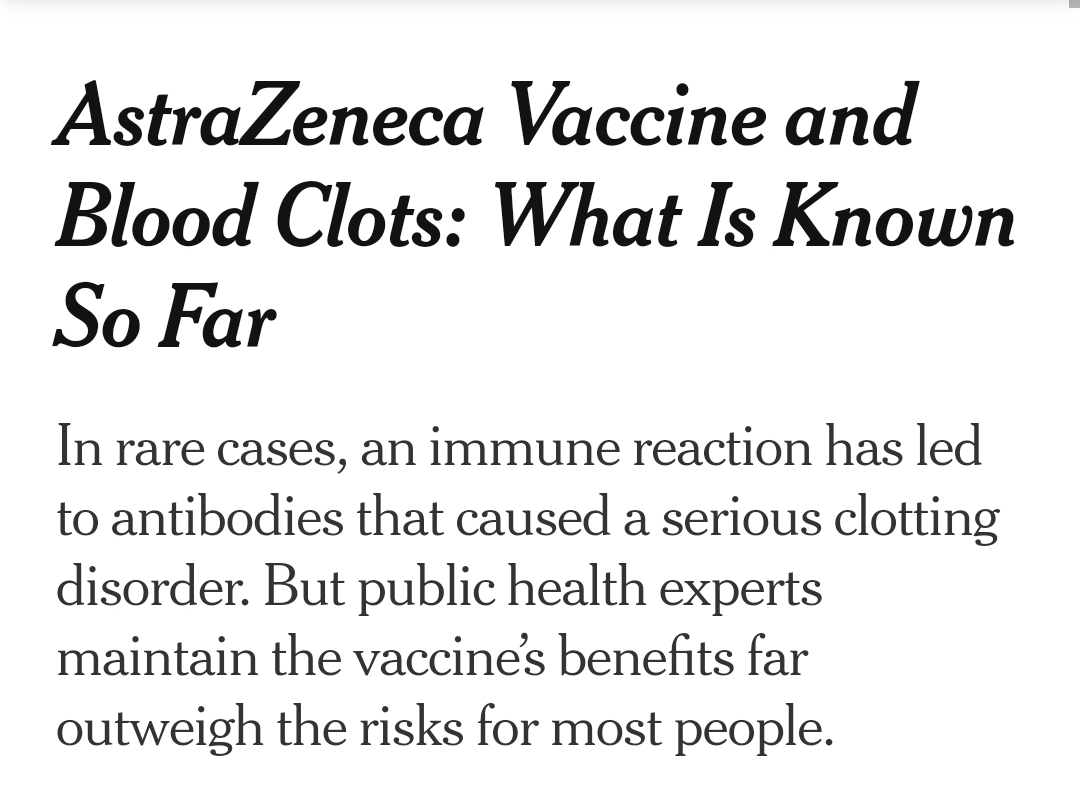 AstraZeneca Vaccine and
Blood Clots: What Is Known
So Far
In rare cases, an immune reaction has led
to antibodies that caused a serious clotting
disorder. But public health experts
maintain the vaccine’s benefits far
outweigh the risks for most people.